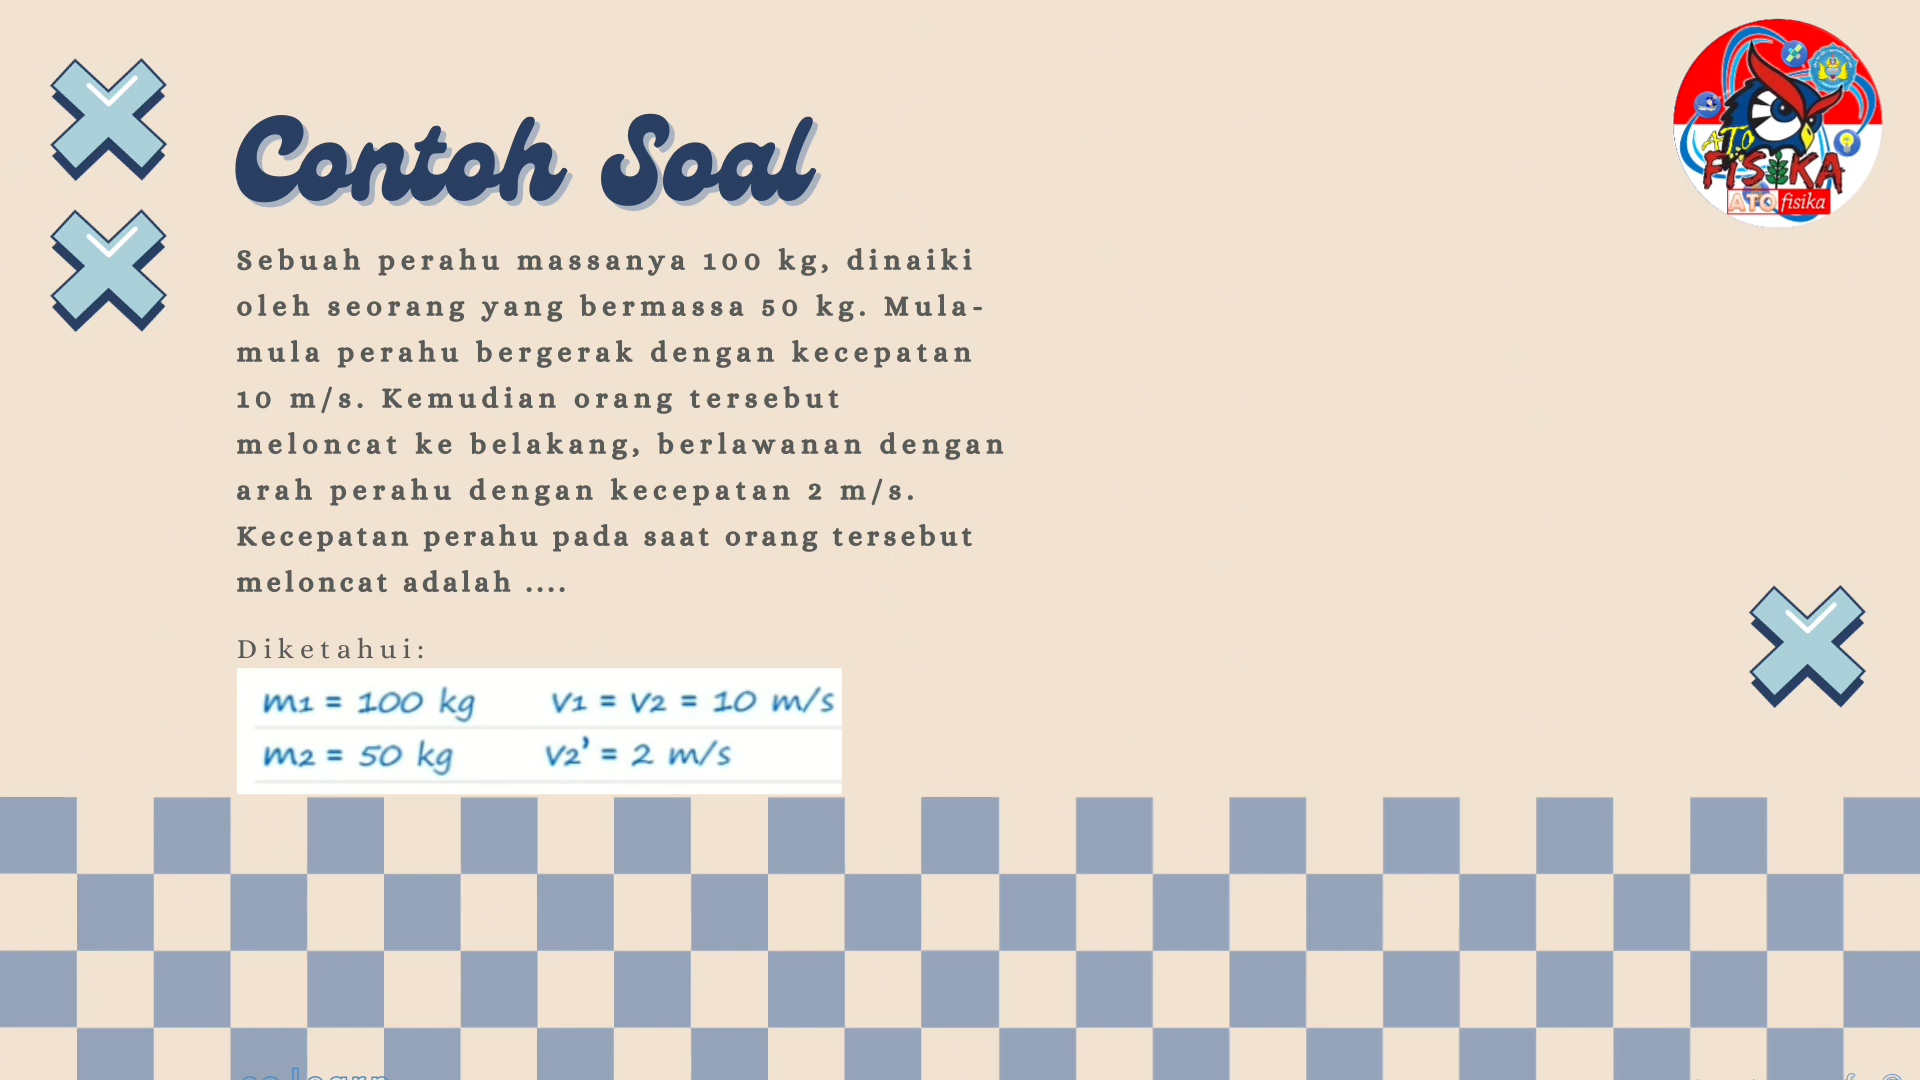 Contoh Soal
Sebuah perahu massanya 100 kg, dinaiki
oleh seorang yang bermassa 50 kg. Mula-
mula perahu bergerak dengan kecepatan
10 m/s. Kemudian orang tersebut
meloncat ke belakang, berlawanan dengan
arah perahu dengan kecepatan 2 m/s.
Kecepatan perahu pada saat orang tersebut
meloncat adalah ....
Diketahui:
m1 = 100 kg v1 = v2 = 10 m/s
m2 = 50 kg v2' = 2 m/s
ATO
FISIKA
ATO fisika